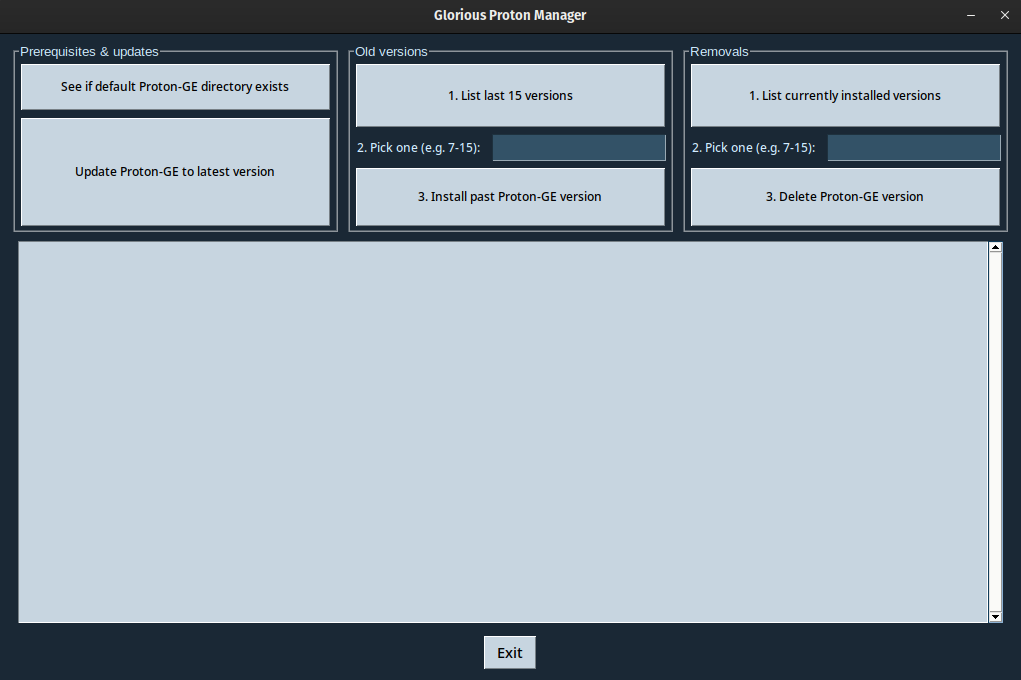 Glorious Proton Manager
Prerequisites & updates
See if default Proton-GE directory exists
Update Proton-GE to latest version
Old versions
1. List last 15 versions
2. Pick one (e.g. 7-15):
3. Install past Proton-GE version
Removals
1. List currently installed versions
2. Pick one (e.g. 7-15):
3. Delete Proton-GE version
Exit